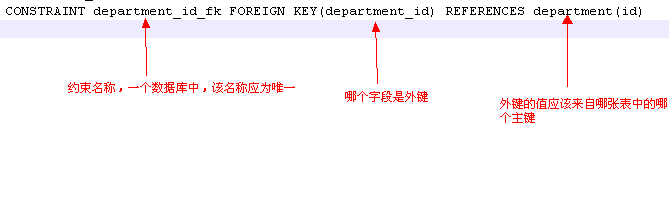 CONSTRAINT department_id_fk FOREIGN KEY(department_id) REFERENCES department(id)
约束名称，一个数据库中，该名称应为唯一
哪个字段是外键
外键的值应该来自哪张表中的哪
个主键